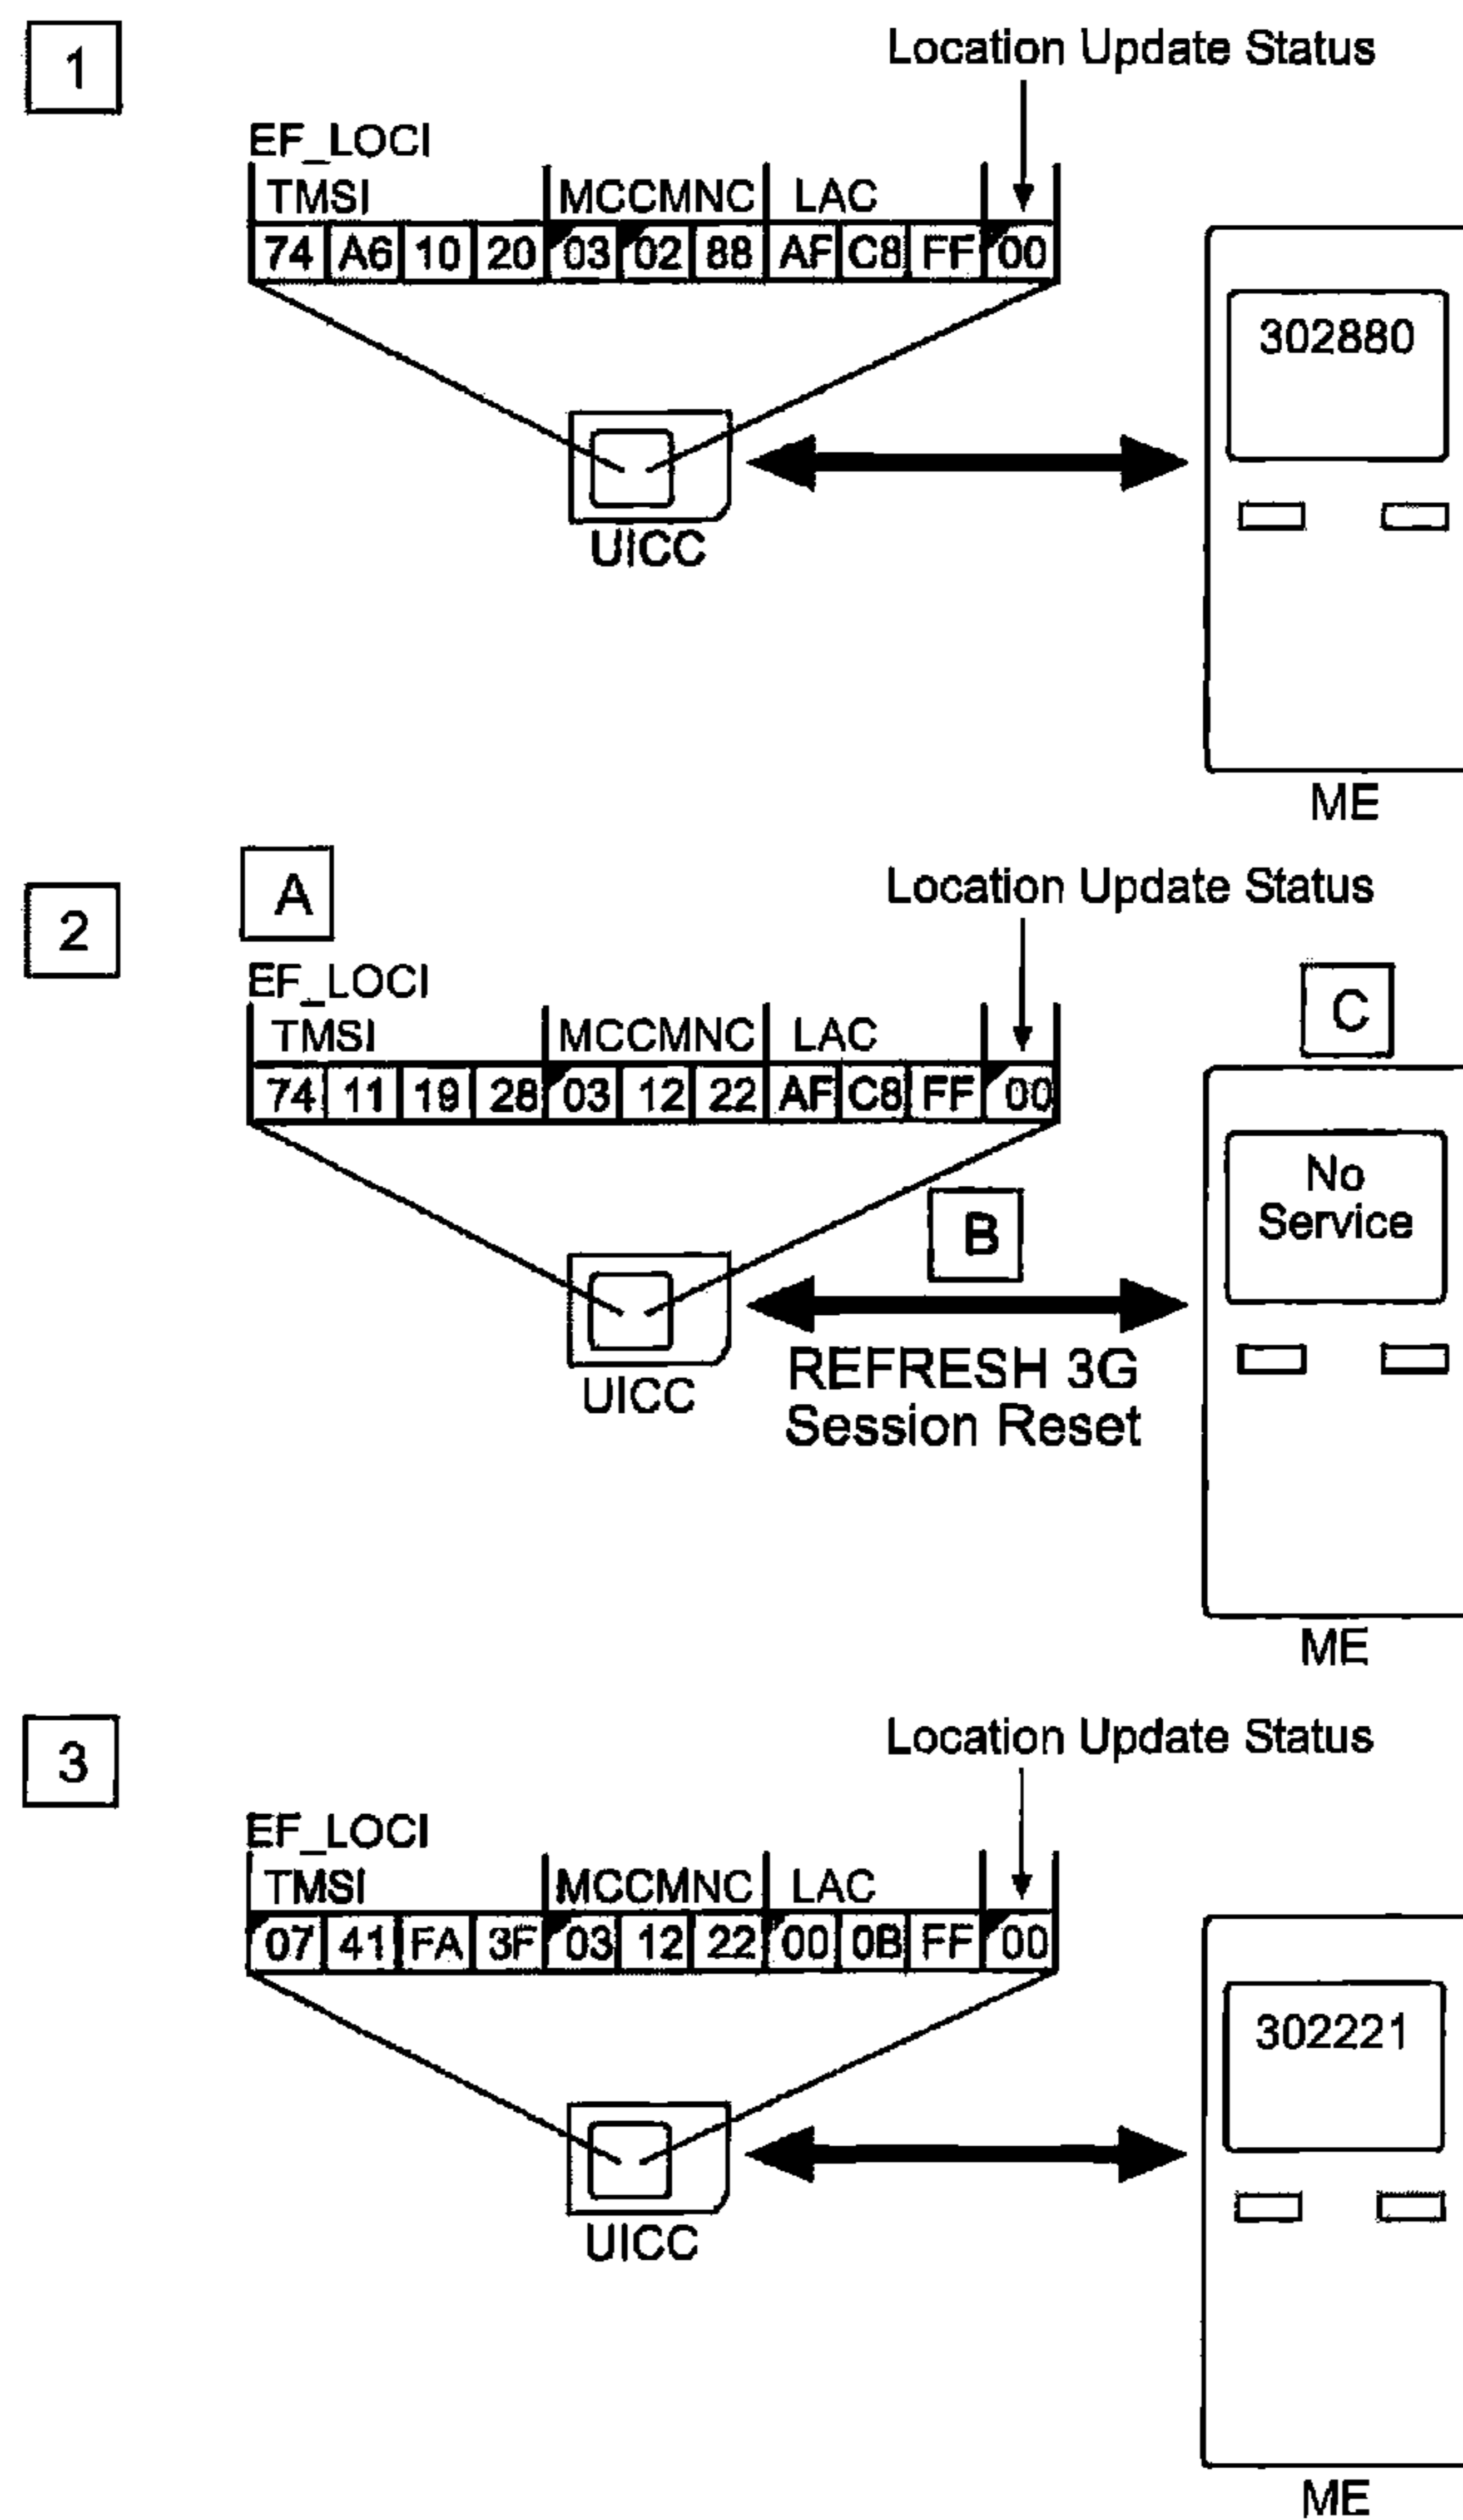 1
Location Update Status
EF_LOCI
TMSI MCCMNC LAC
74 A6 10 20 03 02 88 AF C8 FF 00
302880
UICC
ME
2
A
Location Update Status
EF_LOCI
C
TMSI MCCMNC LAC
74 11 19 28 03 12 22 AF C8 FF 00
No
Service
B
REFRESH 3G
Session Reset
UICC
ME
3
Location Update Status
EF_LOCI
TMSI MCCMNC LAC
07 41 FA 3F 03 12 22 00 0B FF 00
302221
UICC
ME